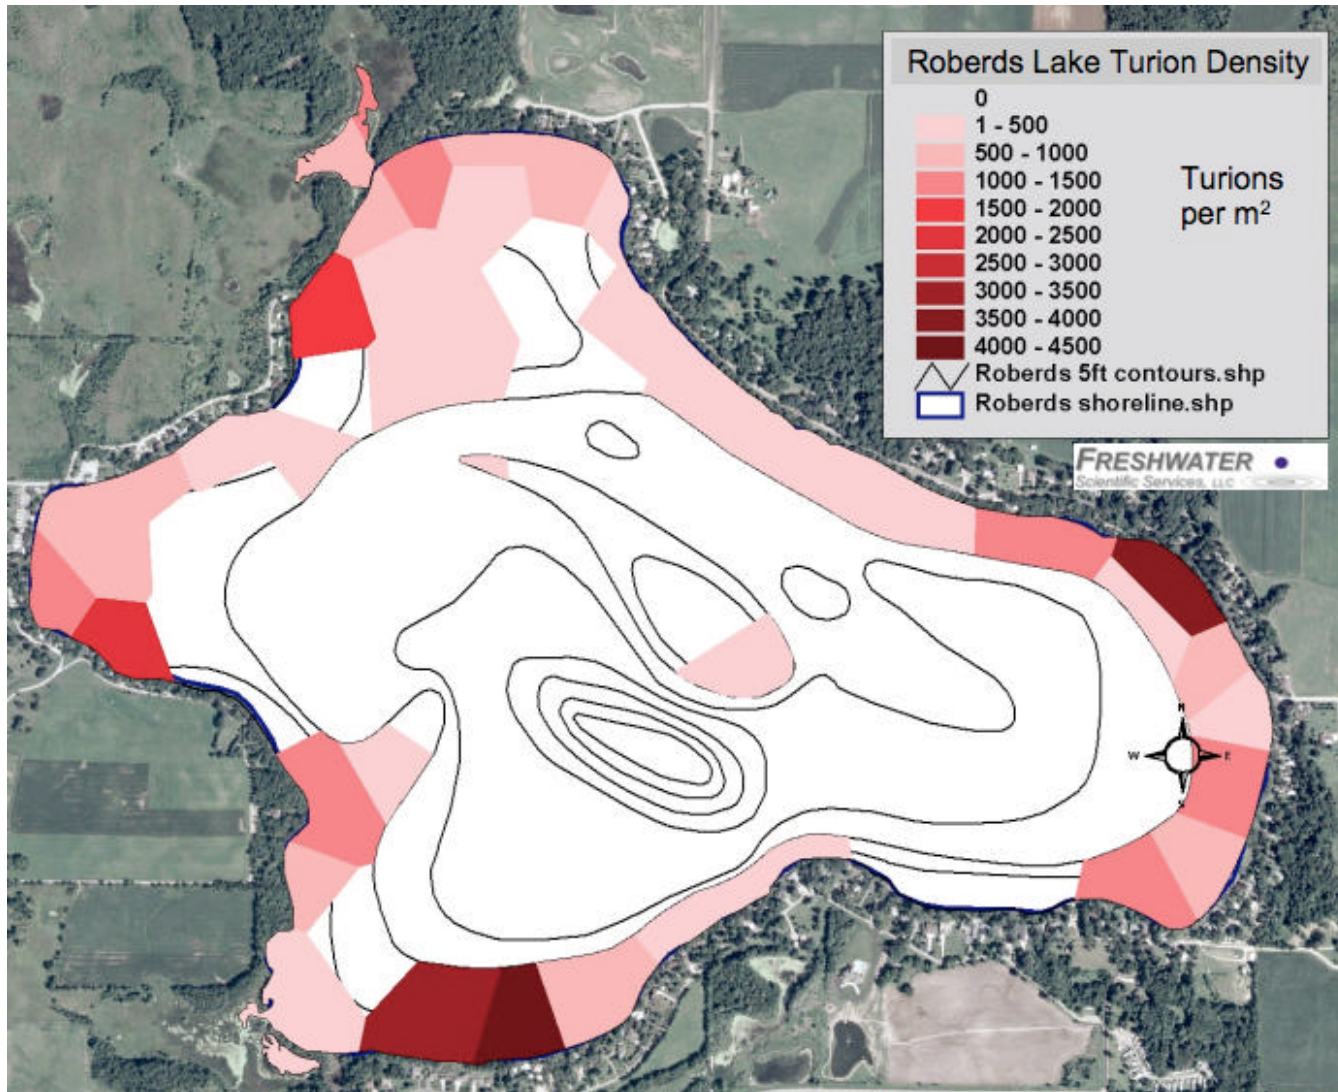 Roberds Lake Turion Density
0
1 - 500
500 - 1000
1000 - 1500
1500 - 2000
2000 - 2500
2500 - 3000
3000 - 3500
3500 - 4000
4000 - 4500
Turions
per m²
Roberds 5ft contours.shp
Roberds shoreline.shp
FRESHWATER
Scientific Services, LLC
N
W E
S